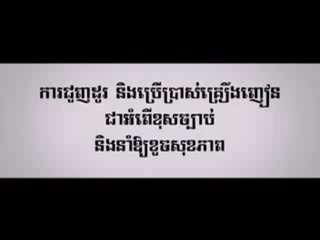 ការជួញដូរ និងប្រើប្រាស់គ្រឿងញៀន
ជាអំពើខុសច្បាប់
និងនាំឱ្យខូចសុខភាព